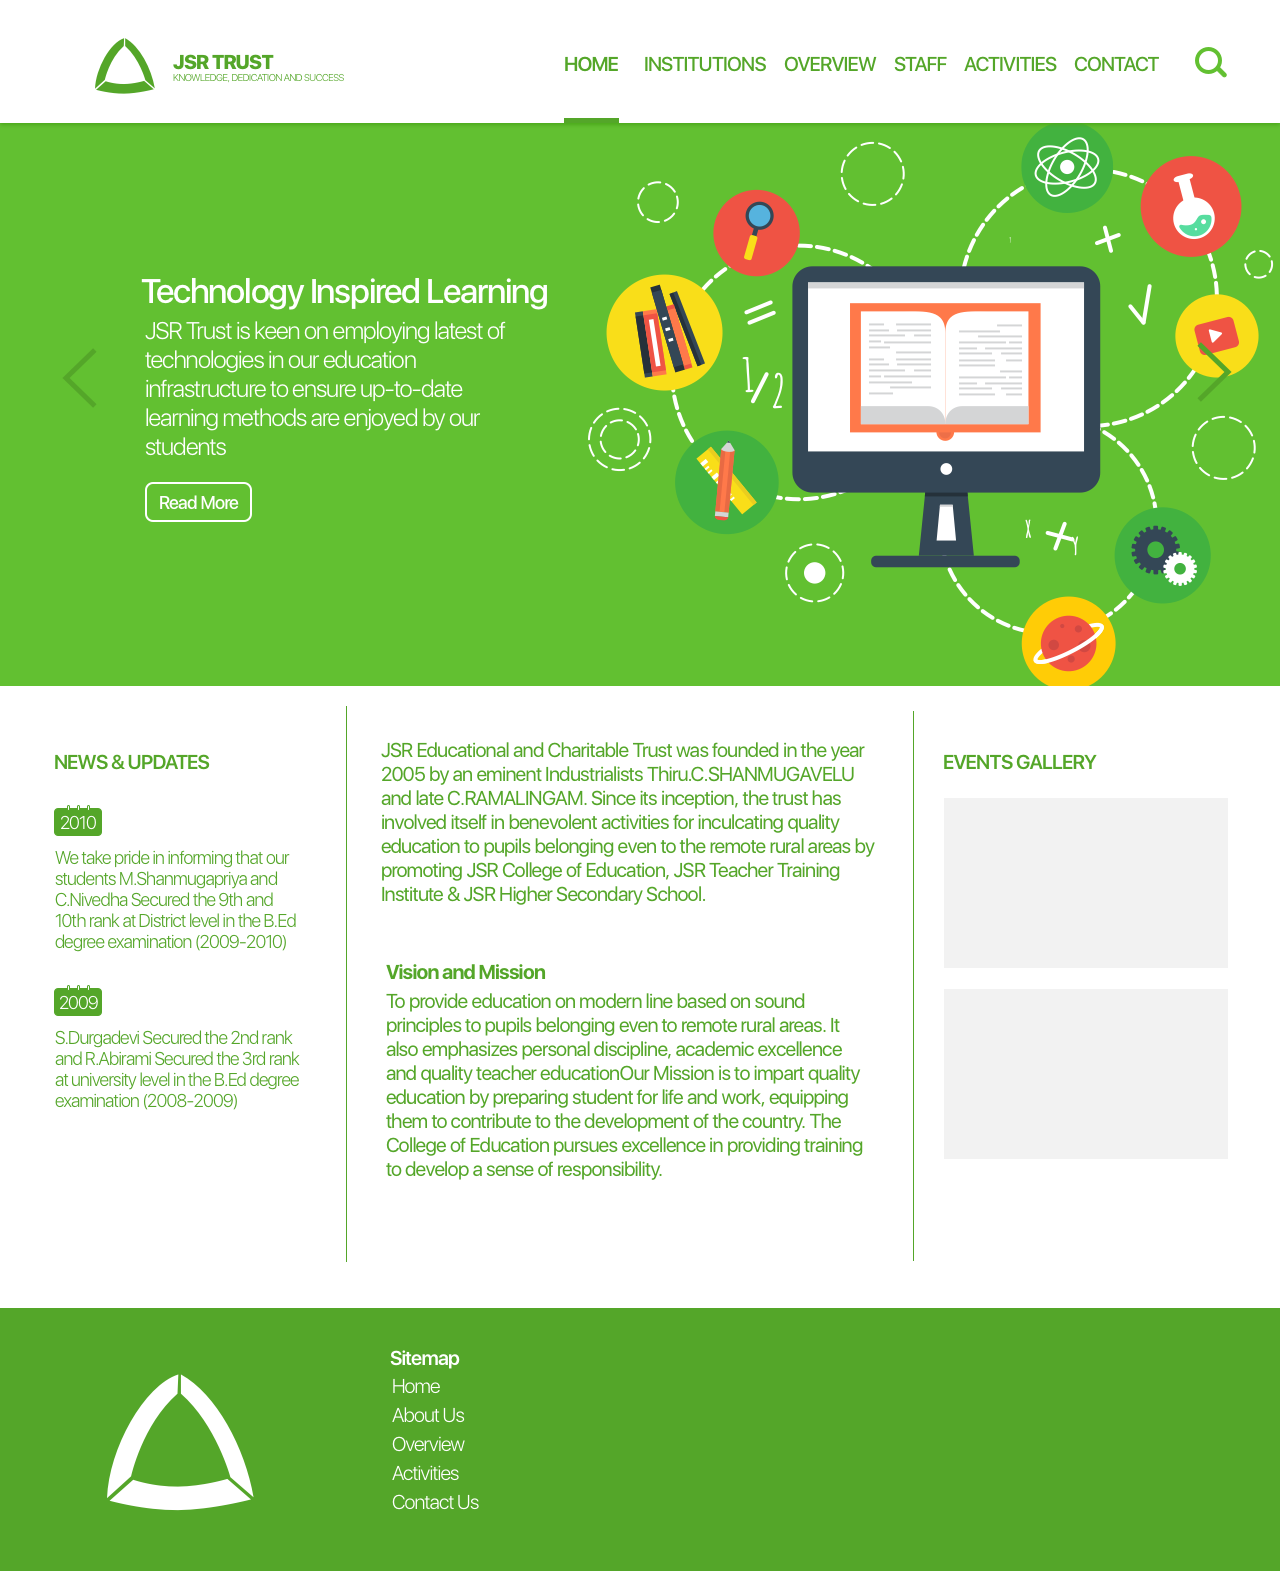 JSR TRUST
KNOWLEDGE, DEDICATION AND SUCCESS
HOME INSTITUTIONS OVERVIEW STAFF ACTIVITIES CONTACT
Technology Inspired Learning
JSR Trust is keen on employing latest of
technologies in our education
infrastructure to ensure up-to-date
learning methods are enjoyed by our
students
Read More
=
1/2
+
√
X + Y
NEWS & UPDATES
2010
We take pride in informing that our
students M.Shanmugapriya and
C.Nivedha Secured the 9th and
10th rank at District level in the B.Ed
degree examination (2009-2010)
2009
S.Durgadevi Secured the 2nd rank
and R.Abirami Secured the 3rd rank
at university level in the B.Ed degree
examination (2008-2009)
JSR Educational and Charitable Trust was founded in the year
2005 by an eminent Industrialists Thiru.C.SHANMUGAVELU
and late C.RAMALINGAM. Since its inception, the trust has
involved itself in benevolent activities for inculcating quality
education to pupils belonging even to the remote rural areas by
promoting JSR College of Education, JSR Teacher Training
Institute & JSR Higher Secondary School.
Vision and Mission
To provide education on modern line based on sound
principles to pupils belonging even to remote rural areas. It
also emphasizes personal discipline, academic excellence
and quality teacher educationOur Mission is to impart quality
education by preparing student for life and work, equipping
them to contribute to the development of the country. The
College of Education pursues excellence in providing training
to develop a sense of responsibility.
EVENTS GALLERY
Sitemap
Home
About Us
Overview
Activities
Contact Us